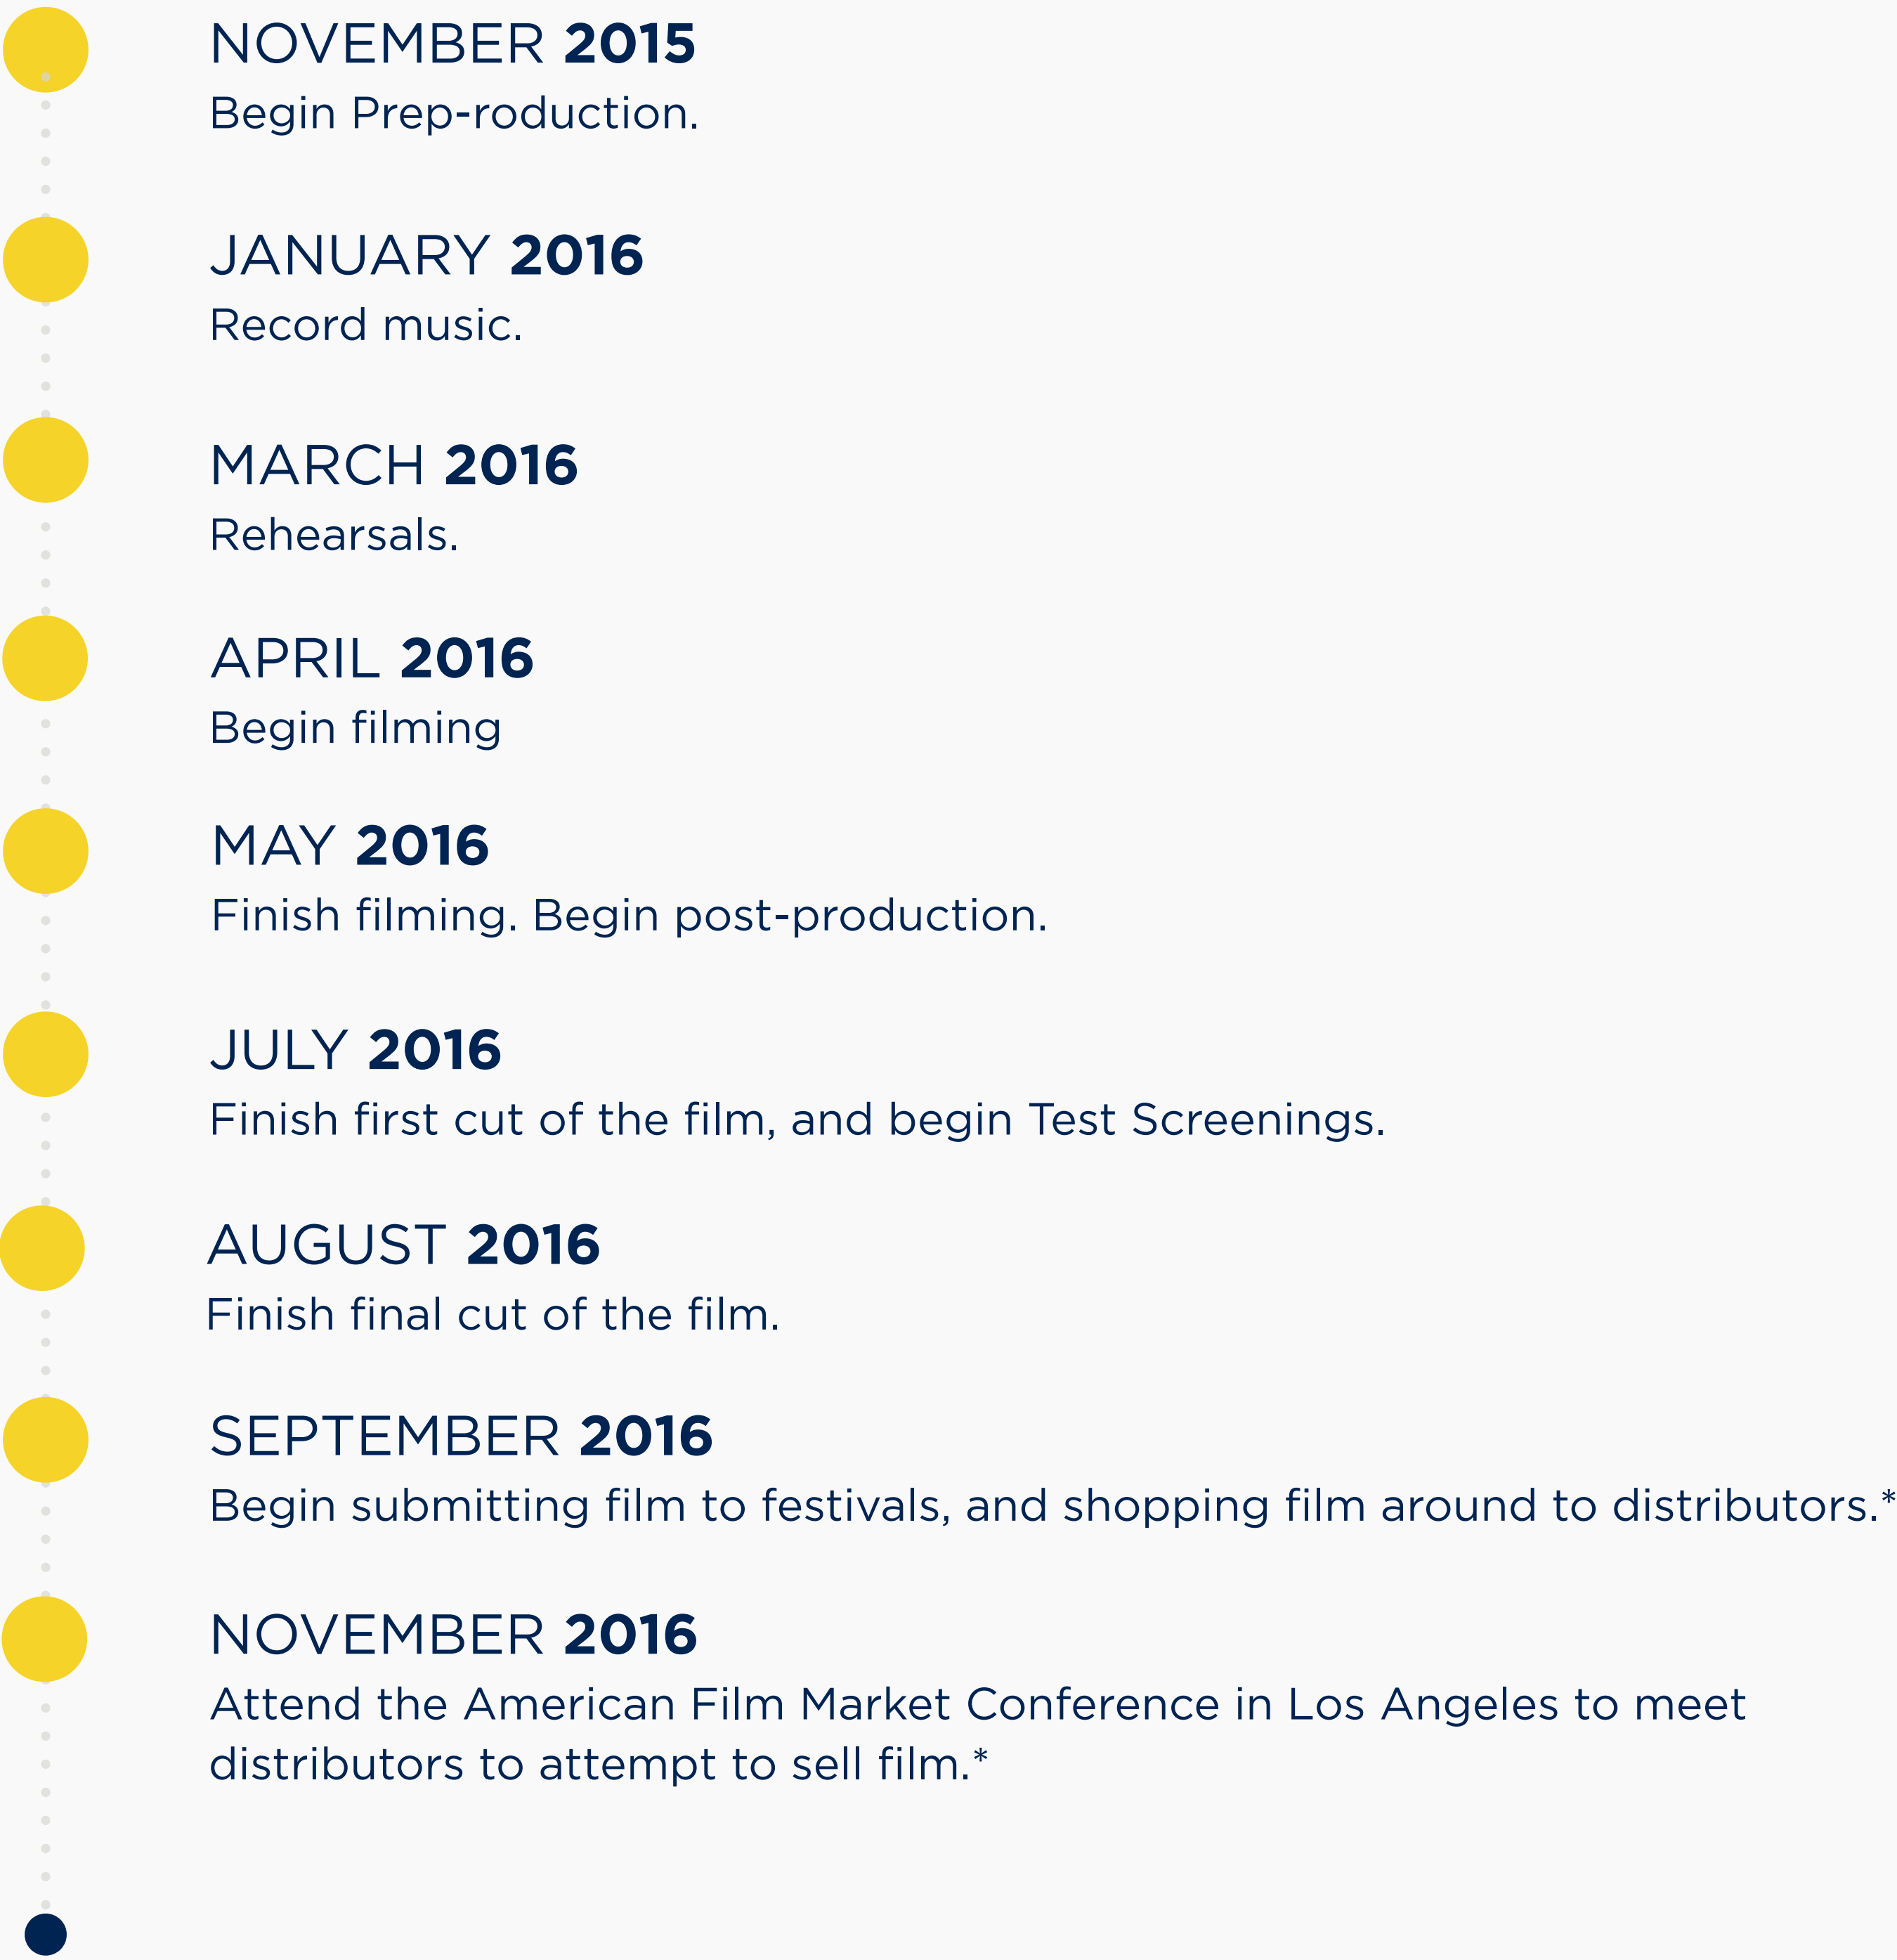 NOVEMBER 2015
Begin Prep-roduction.
JANUARY 2016
Record music.
MARCH 2016
Rehearsals.
APRIL 2016
Begin filming
MAY 2016
Finish filming. Begin post-production.
JULY 2016
Finish first cut of the film, and begin Test Screenings.
AUGUST 2016
Finish final cut of the film.
SEPTEMBER 2016
Begin submitting film to festivals, and shopping film around to distributors.*
NOVEMBER 2016
Attend the American Film Market Conference in Los Angeles to meet
distributors to attempt to sell film.*